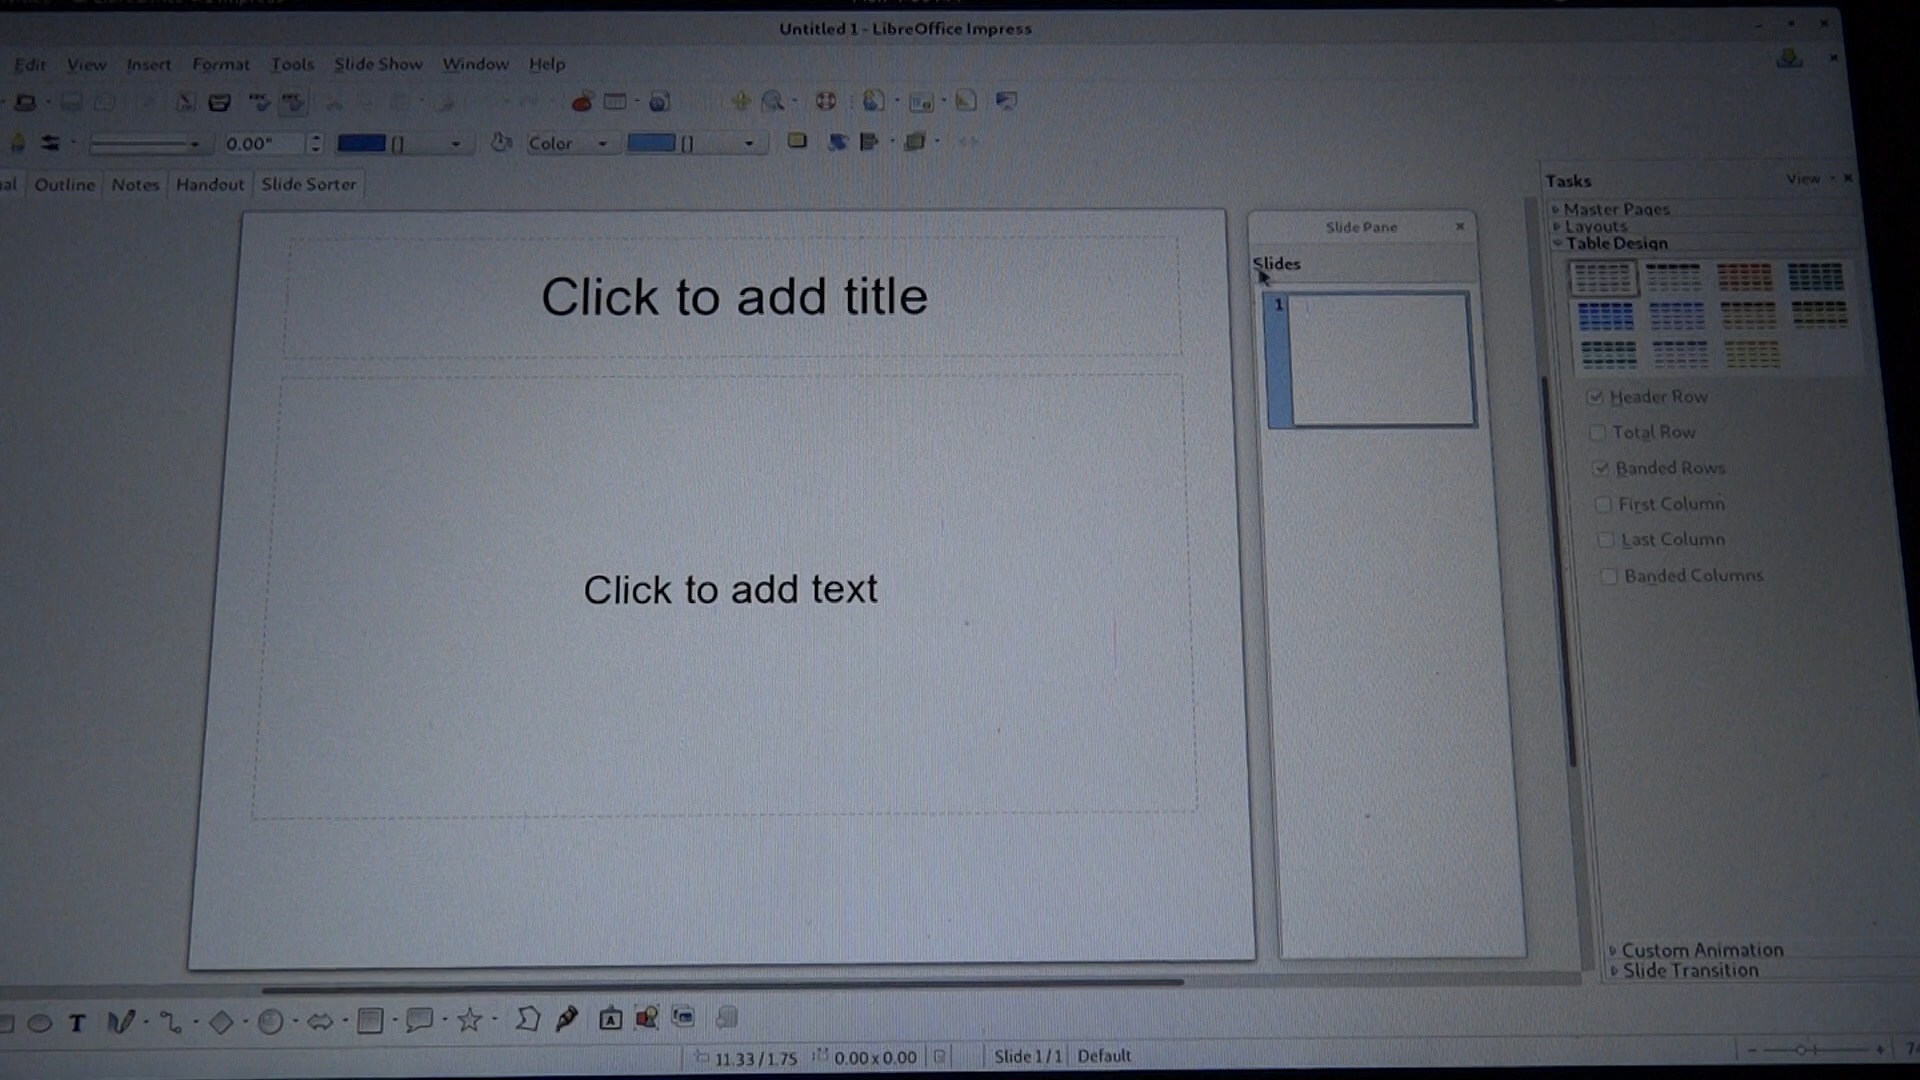 Untitled 1 - LibreOffice Impress
Edit View Insert Format Tools Slide Show Window Help
0.00" [] Color []
Outline Notes Handout Slide Sorter
Click to add title
Click to add text
Slide Pane
Slides
1
Tasks View
Master Pages
Layouts
Table Design
Header Row
Total Row
Banded Rows
First Column
Last Column
Banded Columns
Custom Animation
Slide Transition
T A
11.33 / 1.75 0.00 x 0.00 Slide 1 / 1 Default